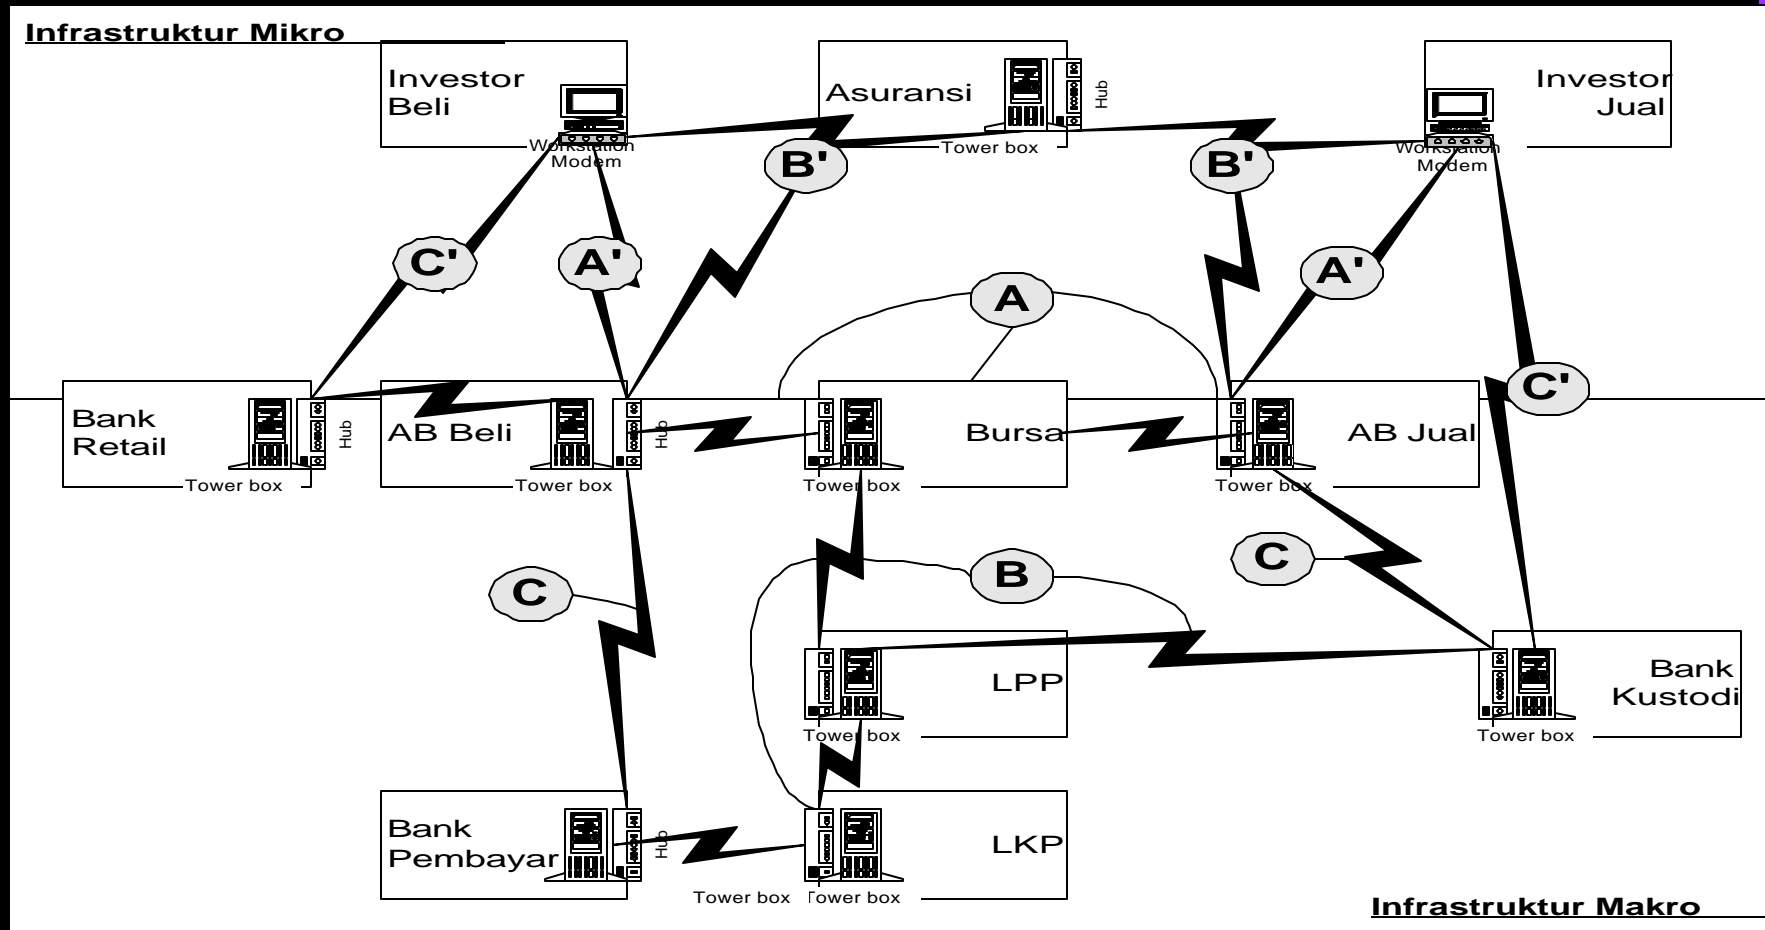 Infrastruktur Mikro
Investor
Beli
Workstation
Modem
Asuransi
Hub
Tower box
Investor
Jual
Workstation
Modem
B'
B'
C'
A'
A
A'
C'
Bank
Retail
Hub
Tower box
AB Beli
Hub
Tower box
Bursa
Tower box
AB Jual
Tower box
C
B
C
LPP
Tower box
Bank
Kustodi
Tower box
Bank
Pembayar
Hub
Tower box
LKP
Tower box
Infrastruktur Makro